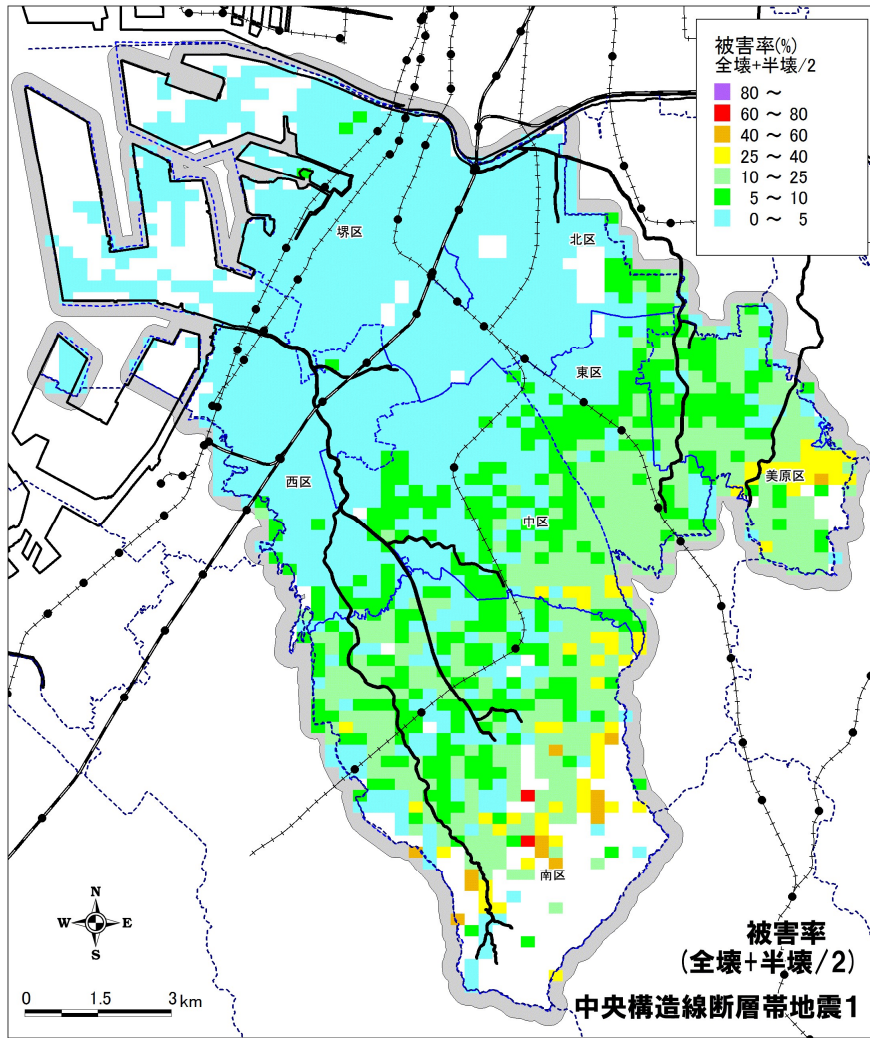 被害率(%)
全壊+半壊/2
80 ～
60 ～ 80
40 ～ 60
25 ～ 40
10 ～ 25
5 ～ 10
0 ～ 5
堺区
北区
東区
美原区
西区
中区
南区
N
W E
S
0 1.5 3 km
被害率
(全壊+半壊/2)
中央構造線断層帯地震1